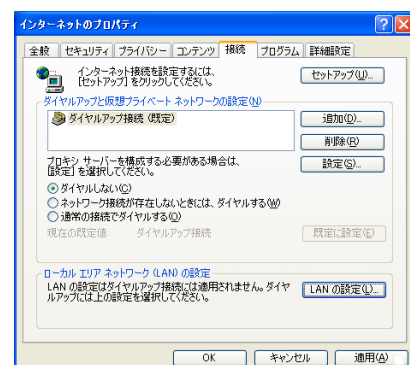 インターネットのプロパティ
全般 セキュリティ プライバシー コンテンツ 接続 プログラム 詳細設定
インターネット接続を設定するには、
[セットアップ] をクリックしてください。
セットアップ(U)...
ダイヤルアップと仮想プライベート ネットワークの設定(N)
ダイヤルアップ接続 (既定)
追加(D)...
削除(R)
プロキシ サーバーを構成する必要がある場合は、
[設定] を選択してください。
設定(S)...
ダイヤルしない(C)
ネットワーク接続が存在しないときには、ダイヤルする(W)
通常の接続でダイヤルする(O)
現在の既定値: ダイヤルアップ接続
既定に設定(E)
ローカル エリア ネットワーク (LAN) の設定
LAN の設定はダイヤルアップ接続には適用されません。ダイヤ
ルアップには上の設定を選択してください。
LAN の設定(L)...
OK キャンセル 適用(A)